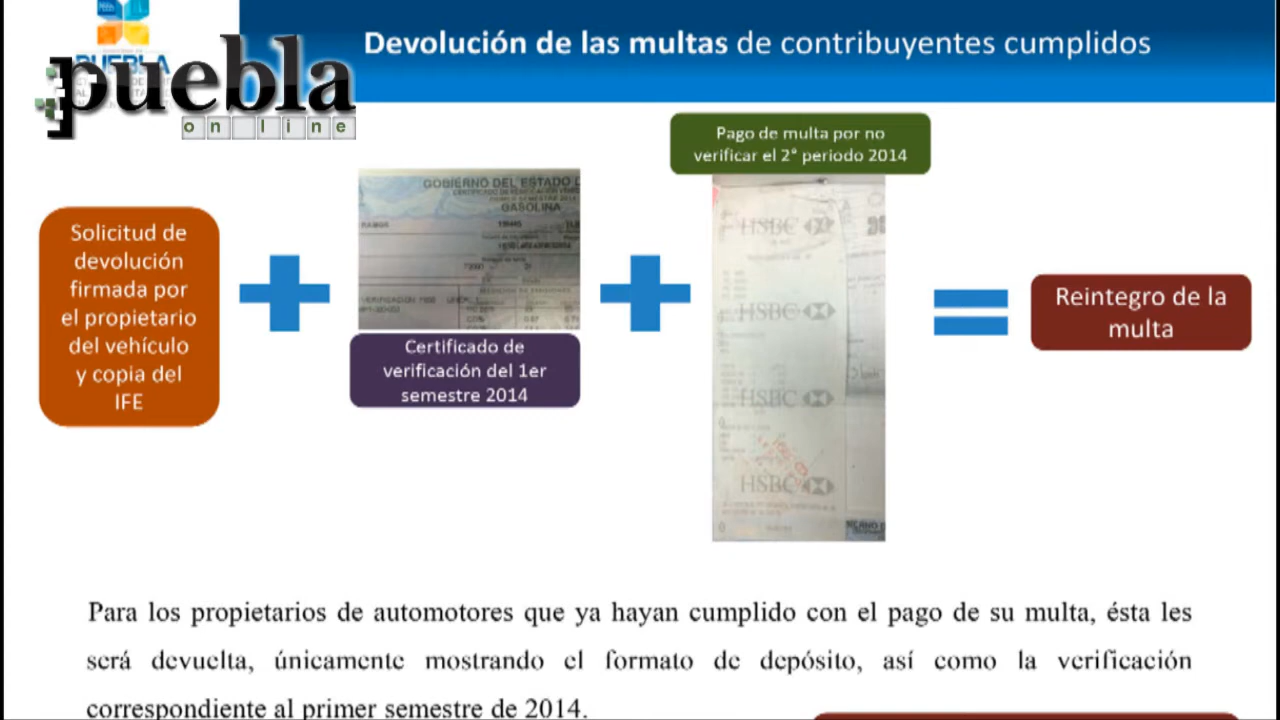 Devolución de las multas de contribuyentes cumplidos
PUEBLA
puebla
online
Pago de multa por no
verificar el 2° periodo 2014
Solicitud de
devolución
firmada por
el propietario
del vehículo
y copia del
IFE
GOBIERNO DEL ESTADO
GASOLINA
RAMOS
HSBC
HSBC
HSBC
HSBC
Certificado de
verificación del 1er
semestre 2014
Reintegro de la
multa
Para los propietarios de automotores que ya hayan cumplido con el pago de su multa, ésta les
será devuelta, únicamente mostrando el formato de depósito, así como la verificación
correspondiente al primer semestre de 2014.